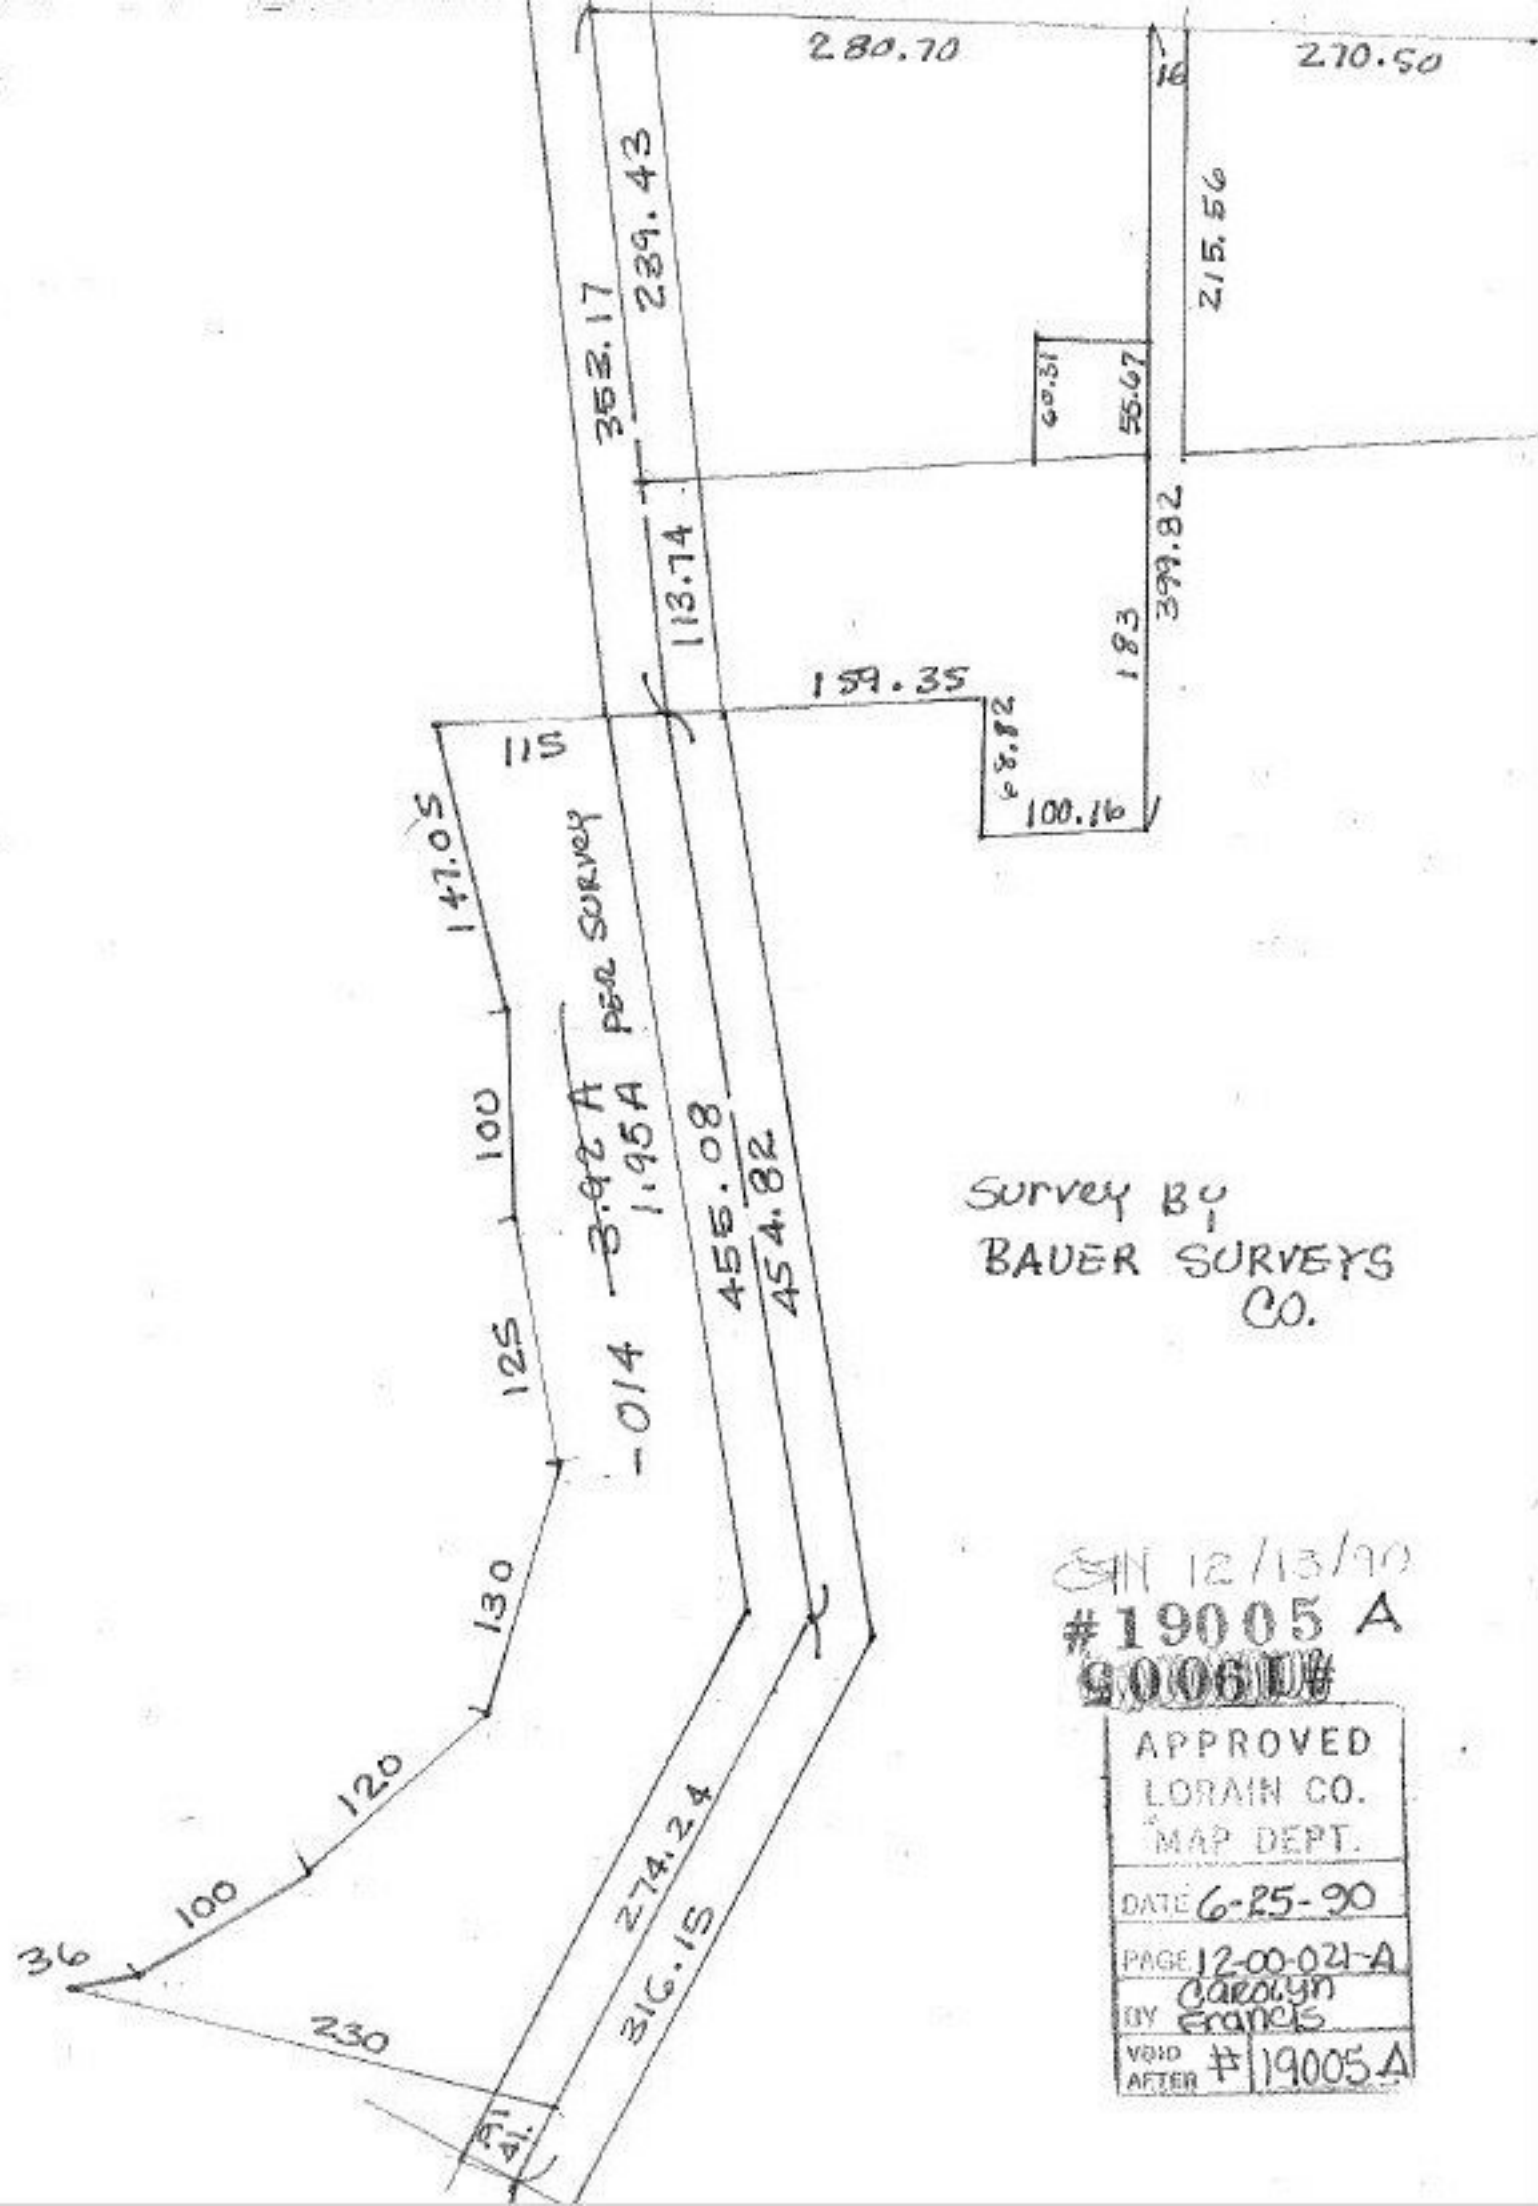 280.70
16
270.50
239.43
353.17
215.56
60.31
55.67
113.74
399.82
183
159.35
115
68.82
100.16
147.05
PER SURVEY
100
3.92 A
1.95A
455.08
454.82
Survey By
BAUER SURVEYS
CO.
125
-014
130
12/13/90
#19005 A
#19005
APPROVED
LORAIN CO.
MAP DEPT.
120
274.24
DATE 6-25-90
100
316.15
PAGE 12-00-021-A
36
BY Carolyn
Francis
230
VOID
AFTER # 19005A
41.91